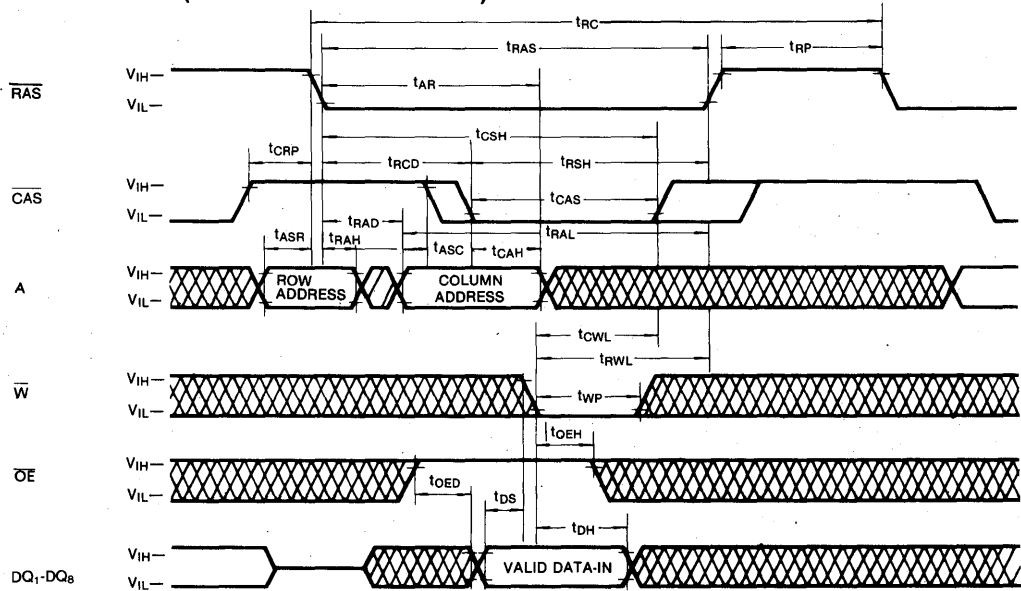 tRC
tRAS
tRP
RAS
VIH—
VIL—
tAR
tCSH
tCRP
tRCD
tRSH
CAS
VIH—
VIL—
tCAS
tRAD
tRAL
tASR
tRAH
tASC
tCAH
A
VIH—
VIL—
ROW
ADDRESS
COLUMN
ADDRESS
tCWL
tRWL
W
VIH—
VIL—
tWP
tOEH
OE
VIH—
VIL—
tOED
tDS
tDH
DQ1-DQ8
VIH—
VIL—
VALID DATA-IN